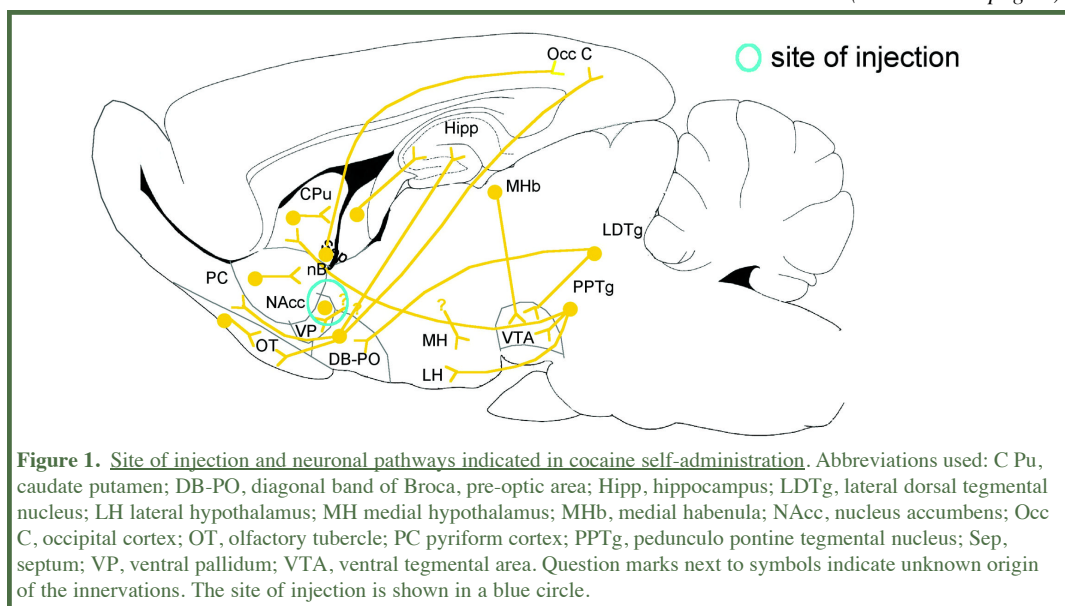 Occ C
site of injection
Hipp
CPu
MHb
LDTg
PC
nB
PPTg
NAcc
?
?
?
VP
MH
VTA
OT
DB-PO
LH
Figure 1. Site of injection and neuronal pathways indicated in cocaine self-administration. Abbreviations used: C Pu,
caudate putamen; DB-PO, diagonal band of Broca, pre-optic area; Hipp, hippocampus; LDTg, lateral dorsal tegmental
nucleus; LH lateral hypothalamus; MH medial hypothalamus; MHb, medial habenula; NAcc, nucleus accumbens; Occ
C, occipital cortex; OT, olfactory tubercle; PC pyriform cortex; PPTg, pedunculo pontine tegmental nucleus; Sep,
septum; VP, ventral pallidum; VTA, ventral tegmental area. Question marks next to symbols indicate unknown origin
of the innervations. The site of injection is shown in a blue circle.